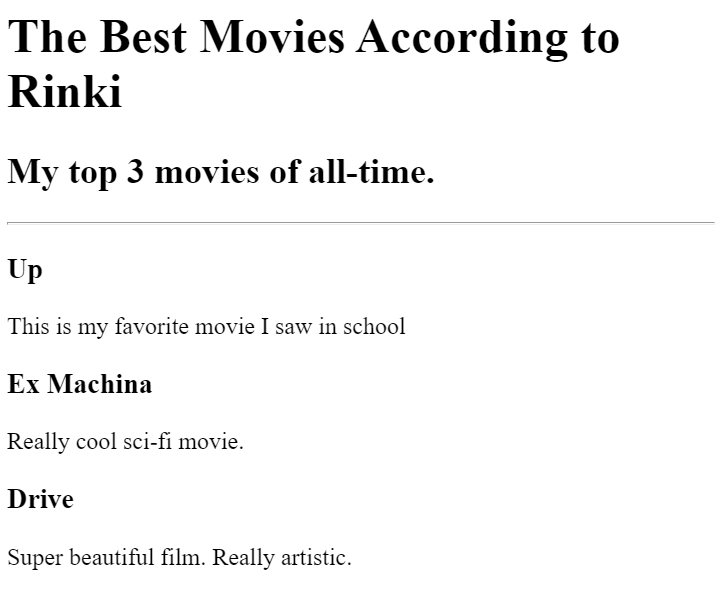 The Best Movies According to
Rinki
My top 3 movies of all-time.
Up
This is my favorite movie I saw in school
Ex Machina
Really cool sci-fi movie.
Drive
Super beautiful film. Really artistic.